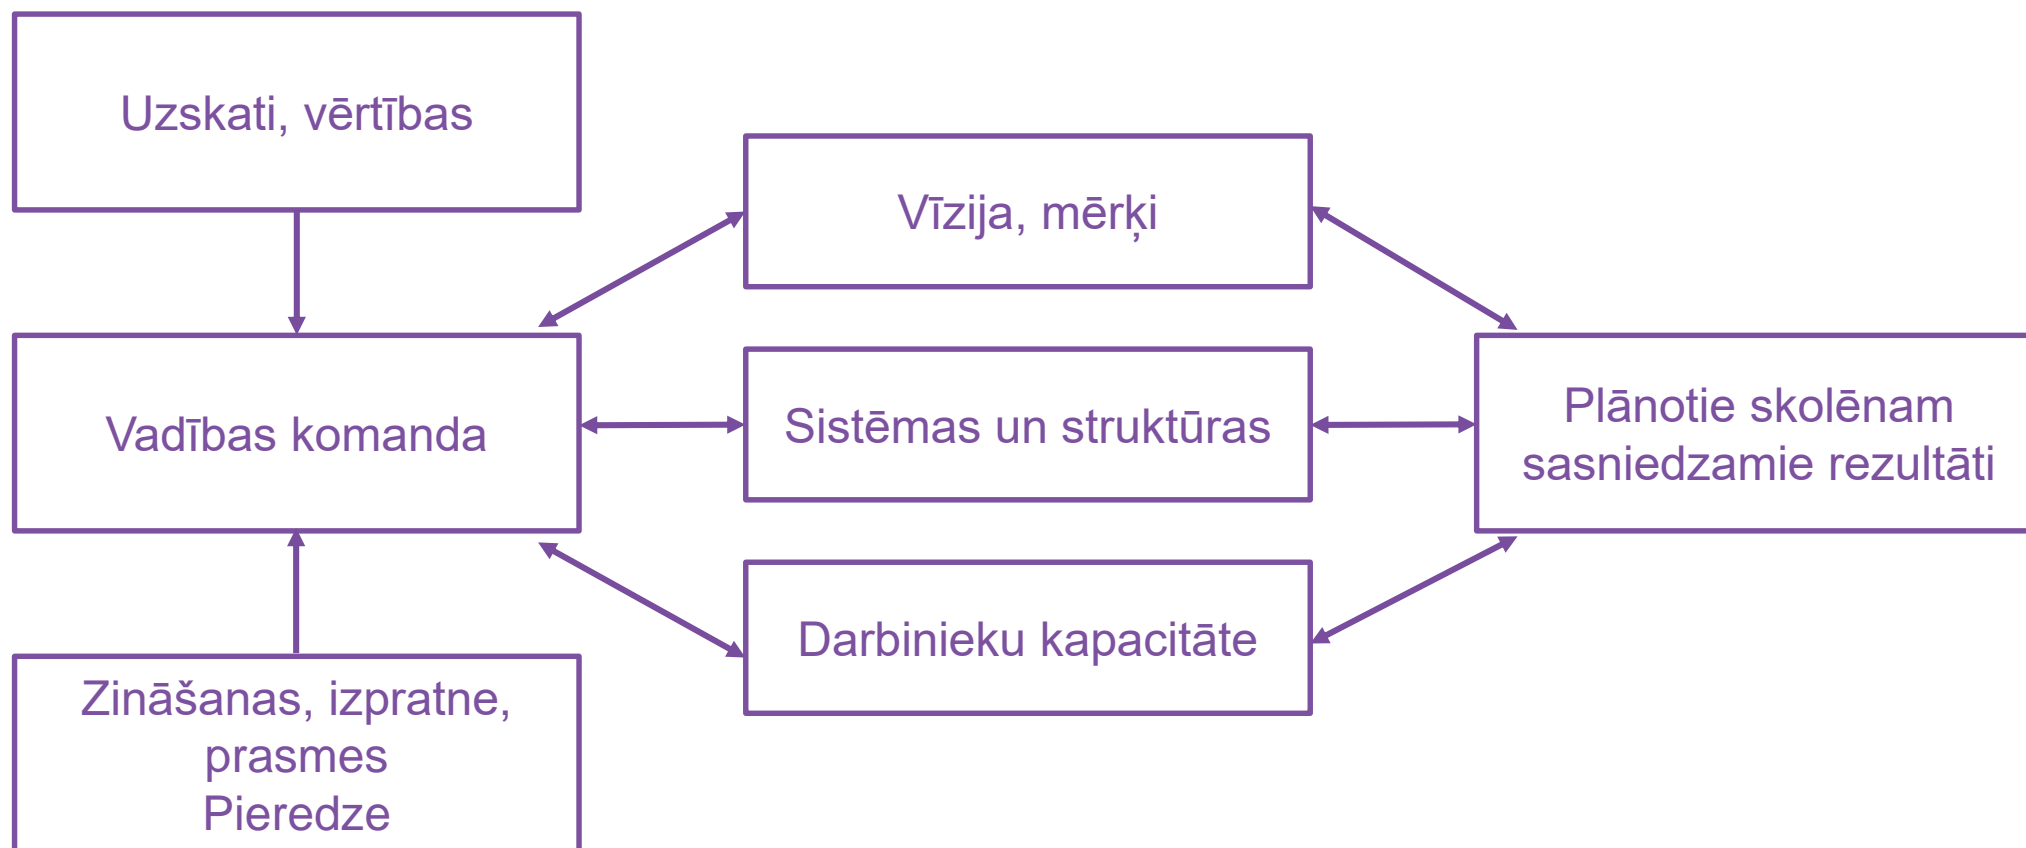 Uzskati, vērtības
Vīzija, mērķi
Vadības komanda
Sistēmas un struktūras
Plānotie skolēnam
sasniedzamie rezultāti
Darbinieku kapacitāte
Zināšanas, izpratne,
prasmes
Pieredze